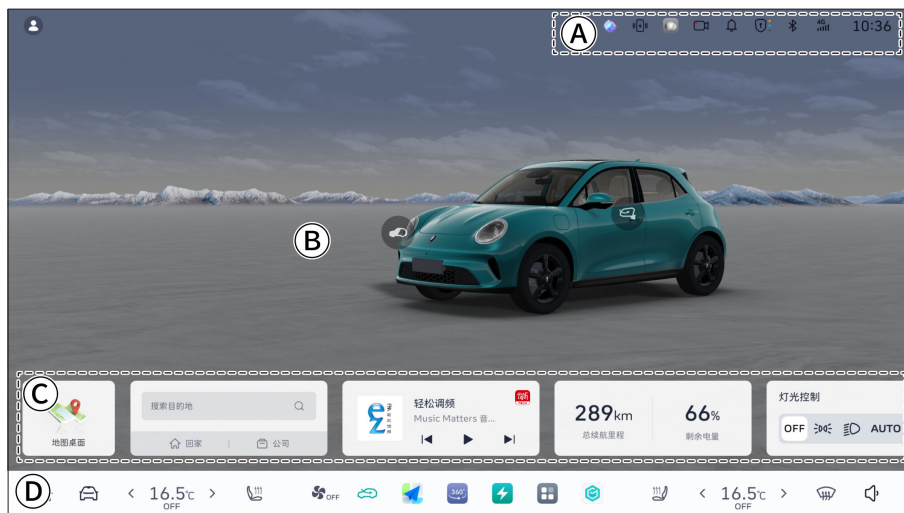 A
4G
10:36
B
C
地图桌面
搜索目的地
回家
公司
轻松调频
Music Matters 音...
289km
总续航里程
66%
剩余电量
灯光控制
OFF
AUTO
D
16.5℃
OFF
OFF
360°
16.5℃
OFF